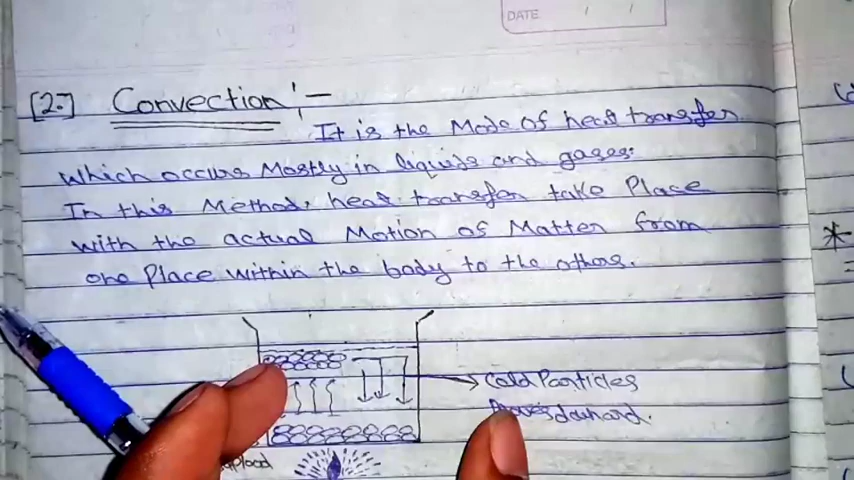 DATE / /
[2.] Convection :-
It is the Mode of heat transfer
which occurs Mostly in liquids and gases.
In this Method, heat transfer take Place
with the actual Motion of Matter from
one Place within the body to the others.
Cold Particles